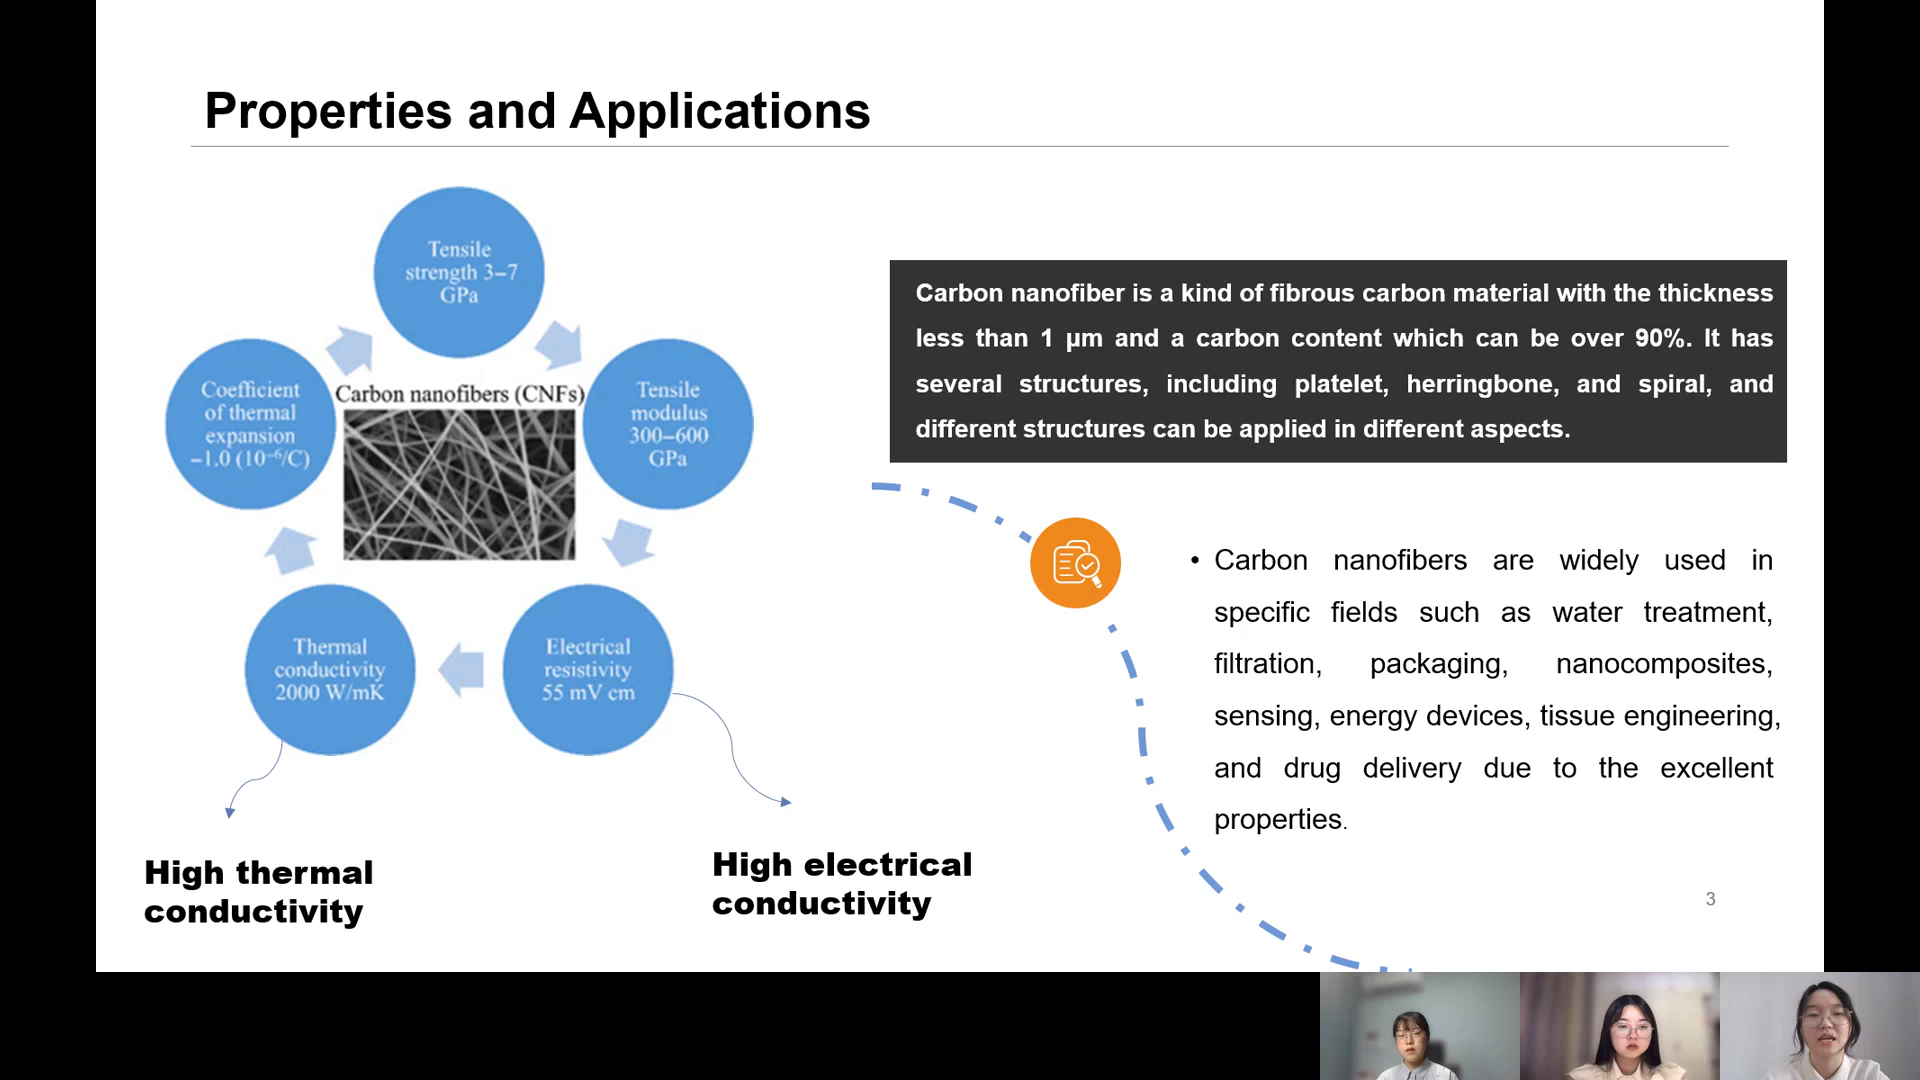 Properties and Applications
Tensile
strength 3–7
GPa
Coefficient
of thermal
expansion
–1.0 (10⁻⁶/C)
Carbon nanofibers (CNFs)
Tensile
modulus
300–600
GPa
Thermal
conductivity
2000 W/mK
Electrical
resistivity
55 mV cm
High thermal
conductivity
High electrical
conductivity
Carbon nanofiber is a kind of fibrous carbon material with the thickness
less than 1 μm and a carbon content which can be over 90%. It has
several structures, including platelet, herringbone, and spiral, and
different structures can be applied in different aspects.
• Carbon nanofibers are widely used in
specific fields such as water treatment,
filtration, packaging, nanocomposites,
sensing, energy devices, tissue engineering,
and drug delivery due to the excellent
properties.
3